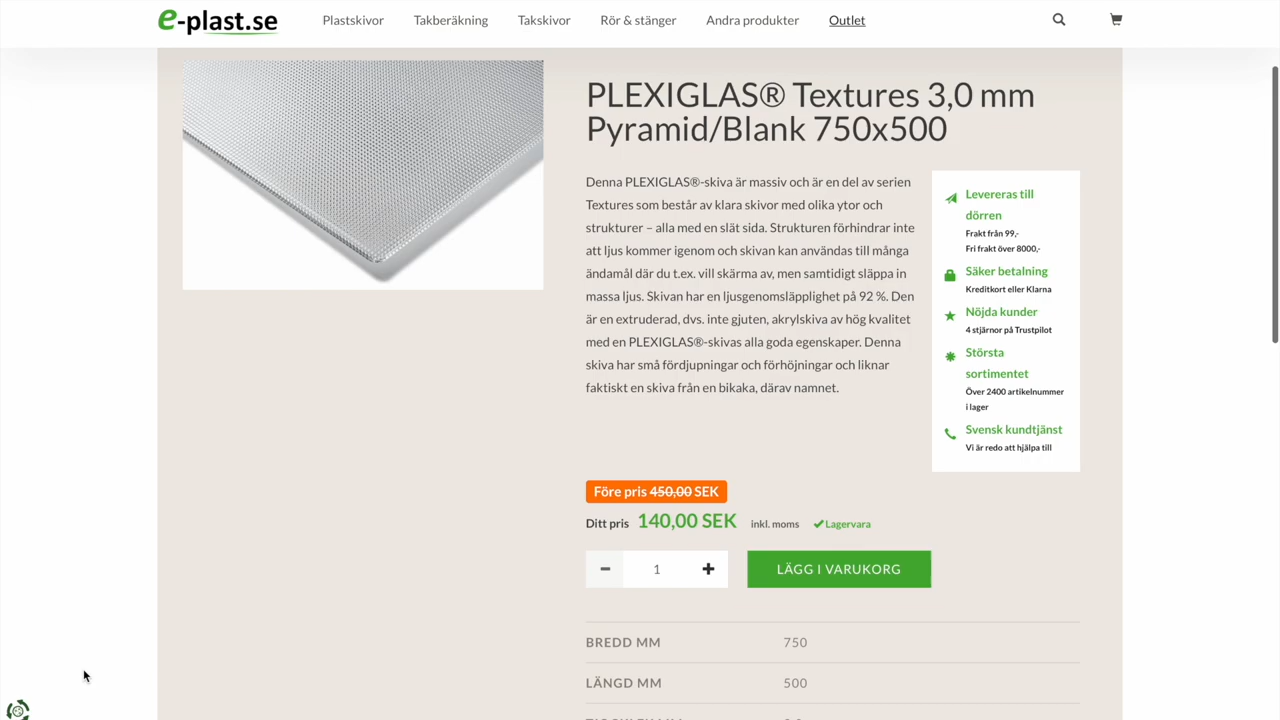 e-plast.se
Plastskivor
Takberäkning
Takskivor
Rör & stänger
Andra produkter
Outlet
PLEXIGLAS® Textures 3,0 mm
Pyramid/Blank 750x500
Denna PLEXIGLAS®-skiva är massiv och är en del av serien
Textures som består av klara skivor med olika ytor och
strukturer – alla med en slät sida. Strukturen förhindrar inte
att ljus kommer igenom och skivan kan användas till många
ändamål där du t.ex. vill skärma av, men samtidigt släppa in
massa ljus. Skivan har en ljusgenomsläpplighet på 92 %. Den
är en extruderad, dvs. inte gjuten, akrylskiva av hög kvalitet
med en PLEXIGLAS®-skivas alla goda egenskaper. Denna
skiva har små fördjupningar och förhöjningar och liknar
faktiskt en skiva från en bikaka, därav namnet.
Levereras till
dörren
Frakt från 99,-
Fri frakt över 8000,-
Säker betalning
Kreditkort eller Klarna
Nöjda kunder
4 stjärnor på Trustpilot
Största
sortimentet
Över 2400 artikelnummer
i lager
Svensk kundtjänst
Vi är redo att hjälpa till
Före pris 450,00 SEK
Ditt pris 140,00 SEK inkl. moms Lagervara
1
LÄGG I VARUKORG
BREDD MM 750
LÄNGD MM 500